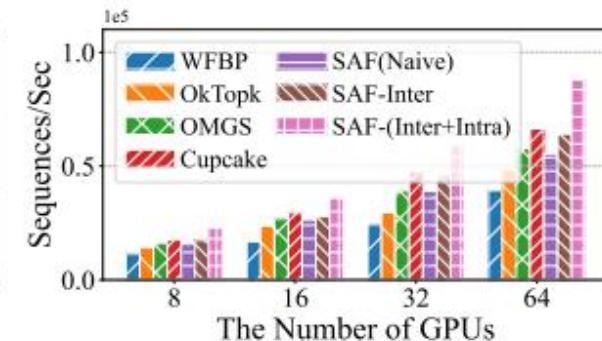 1e5
1.0
WFBP SAF(Naive)
OkTopk SAF-Inter
OMGS SAF-(Inter+Intra)
Cupcake
0.5
0.0
Sequences/Sec
8 16 32 64
The Number of GPUs